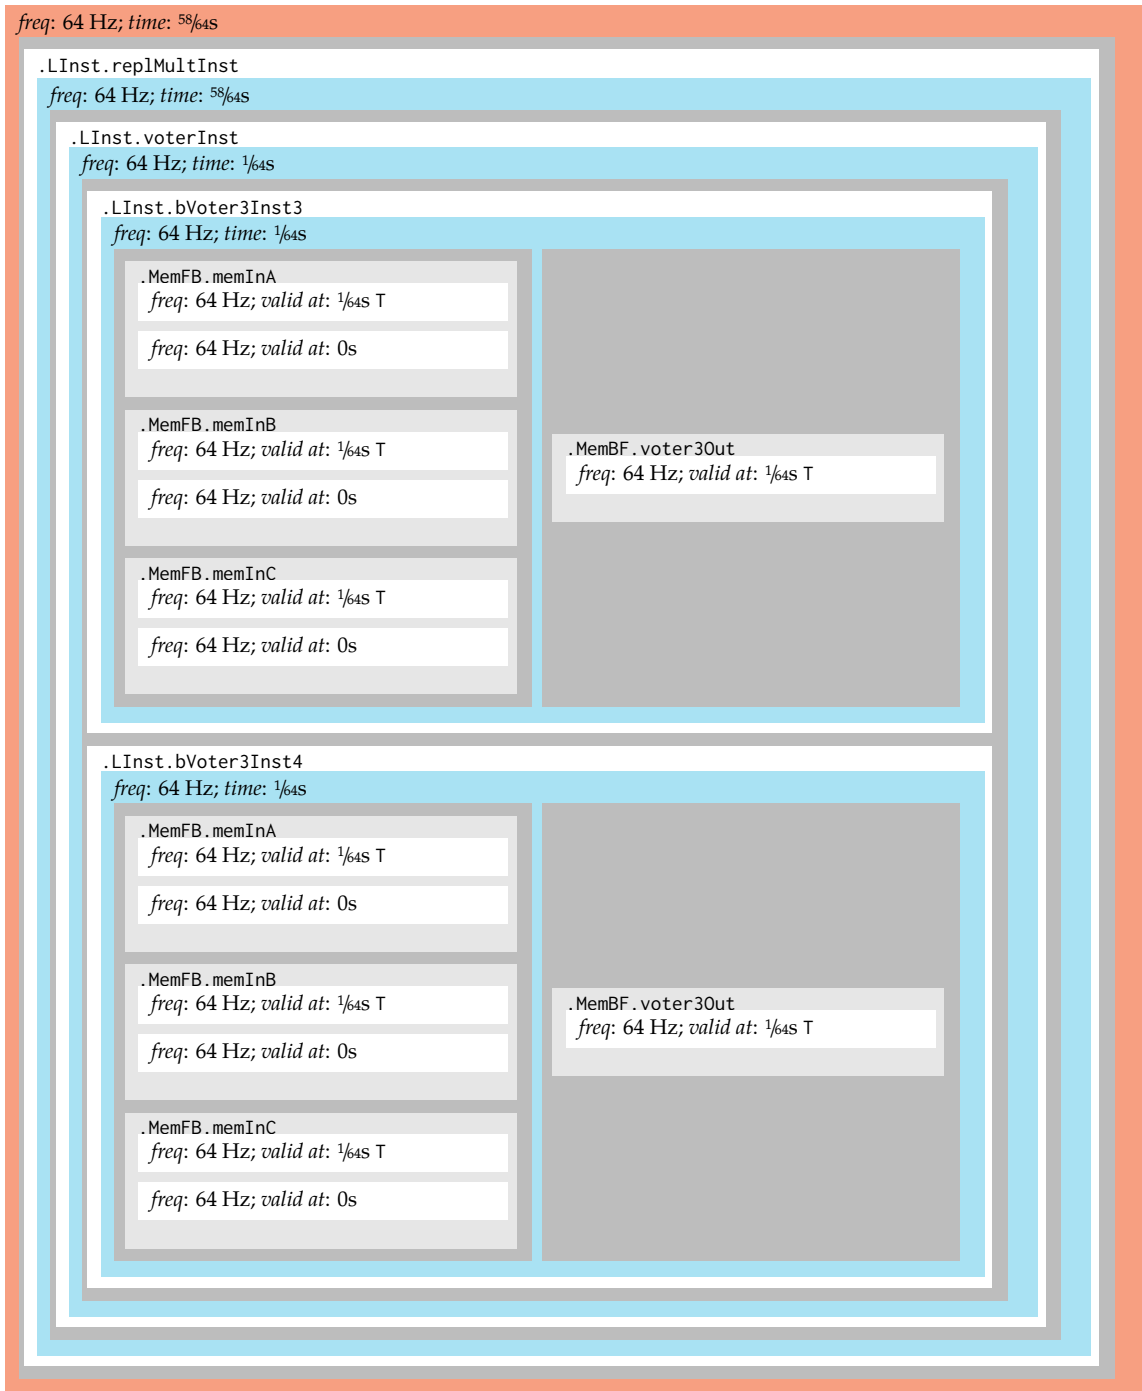 freq: 64 Hz; time: 58/64s
.LInst.replMultInst
freq: 64 Hz; time: 58/64s
.LInst.voterInst
freq: 64 Hz; time: 1/64s
.LInst.bVoter3Inst3
freq: 64 Hz; time: 1/64s
.MemFB.memInA
freq: 64 Hz; valid at: 1/64s T
freq: 64 Hz; valid at: 0s
.MemFB.memInB
freq: 64 Hz; valid at: 1/64s T
freq: 64 Hz; valid at: 0s
.MemFB.memInC
freq: 64 Hz; valid at: 1/64s T
freq: 64 Hz; valid at: 0s
.MemBF.voter3Out
freq: 64 Hz; valid at: 1/64s T
.LInst.bVoter3Inst4
freq: 64 Hz; time: 1/64s
.MemFB.memInA
freq: 64 Hz; valid at: 1/64s T
freq: 64 Hz; valid at: 0s
.MemFB.memInB
freq: 64 Hz; valid at: 1/64s T
freq: 64 Hz; valid at: 0s
.MemFB.memInC
freq: 64 Hz; valid at: 1/64s T
freq: 64 Hz; valid at: 0s
.MemBF.voter3Out
freq: 64 Hz; valid at: 1/64s T